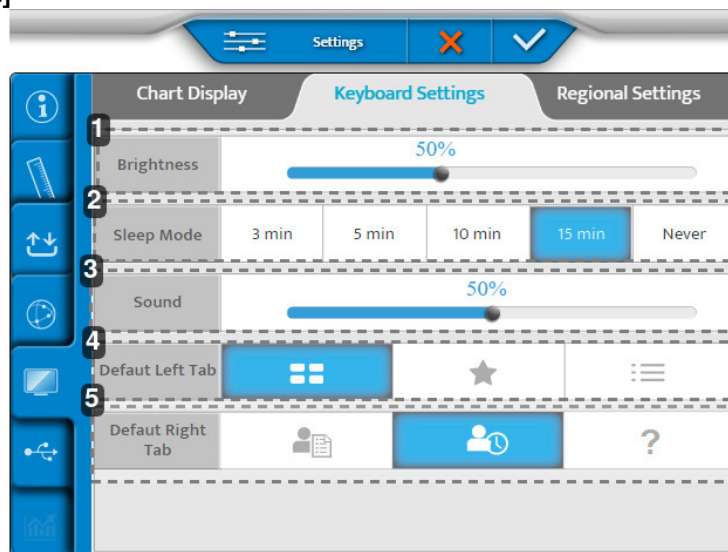 Settings
Chart Display
Keyboard Settings
Regional Settings
1
50%
Brightness
2
Sleep Mode
3 min
5 min
10 min
15 min
Never
3
50%
Sound
4
Defaut Left Tab
5
Defaut Right
Tab
?